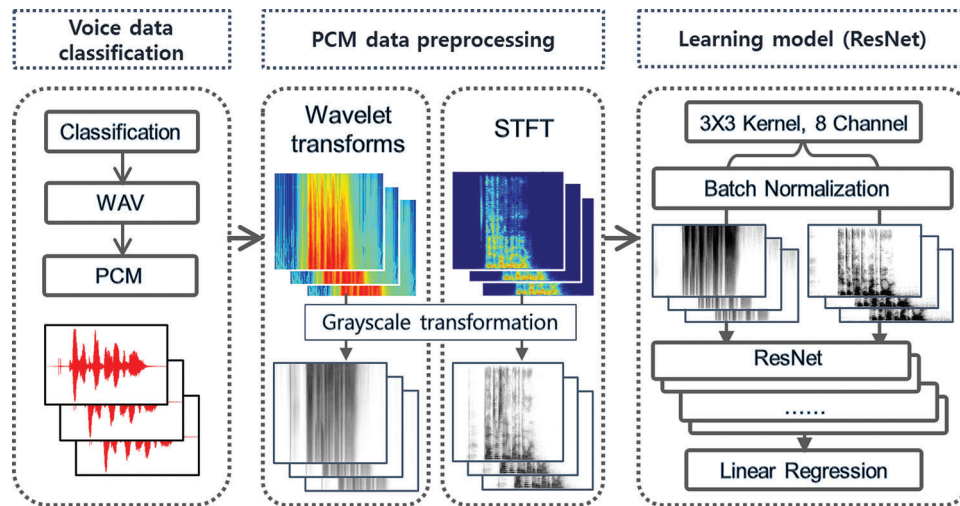 Voice data
classification
PCM data preprocessing
Learning model (ResNet)
Classification
WAV
PCM
Wavelet
transforms
STFT
Grayscale transformation
3X3 Kernel, 8 Channel
Batch Normalization
ResNet
......
Linear Regression